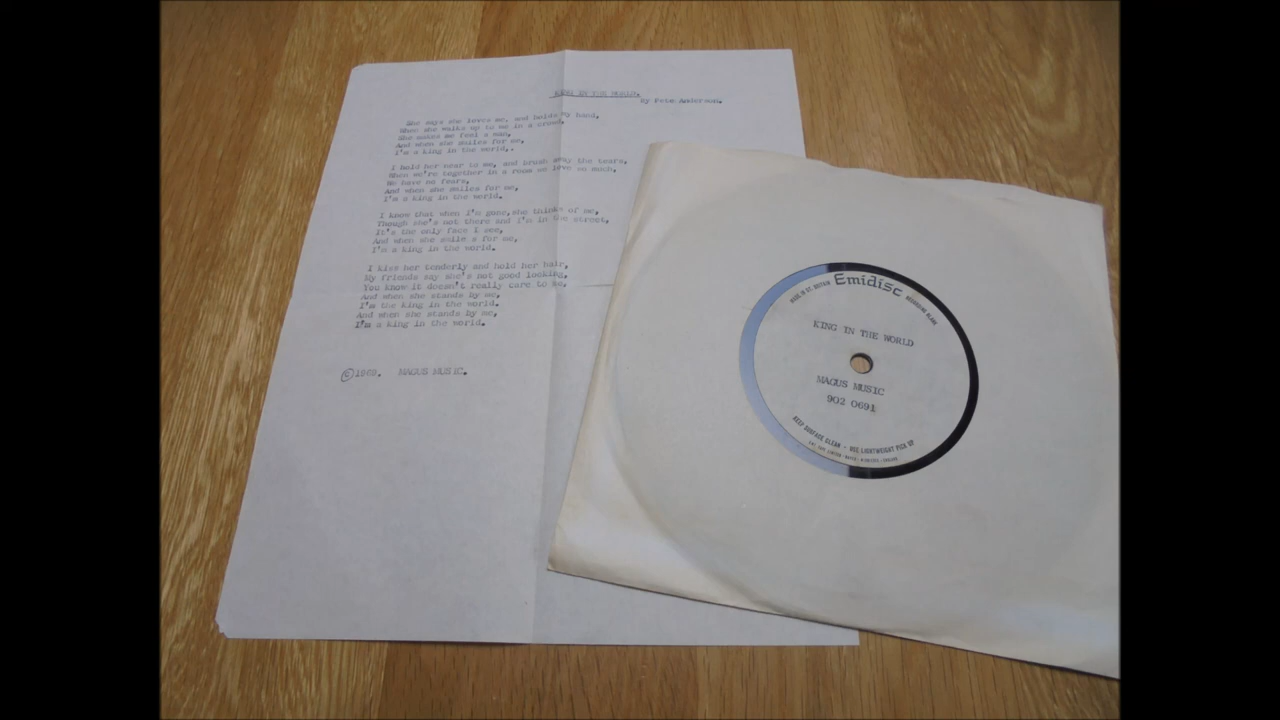 KING IN THE WORLD.
by Pete Anderson.
She says she loves me, and holds my hand,
When she walks up to me in a crowd,
She makes me feel a man,
And when she smiles for me,
I'm a king in the world,.
I hold her near to me, and brush away the tears,
When we're together in a room so love so much,
We have no fears,
And when she smiles for me,
I'm a king in the world.
I know that when I'm gone,she thinks of me,
Though she's not there and I'm in the street,
It's the only face I see,
And when she smile s for me,
I'm a king in the world.
I kiss her tenderly and hold her hair,
My friends say she's not good looking,
You know it doesn't really care to me,
And when she stands by me,
I'm the king in the world.
And when she stands by me,
I'm a king in the world.
©1969. MAGUS MUSIC.
MADE IN GT. BRITAIN Emidisc RECORDING BLANK
KING IN THE WORLD
MAGUS MUSIC
902 0691
KEEP SURFACE CLEAN - USE LIGHTWEIGHT PICK UP
ENGLAND